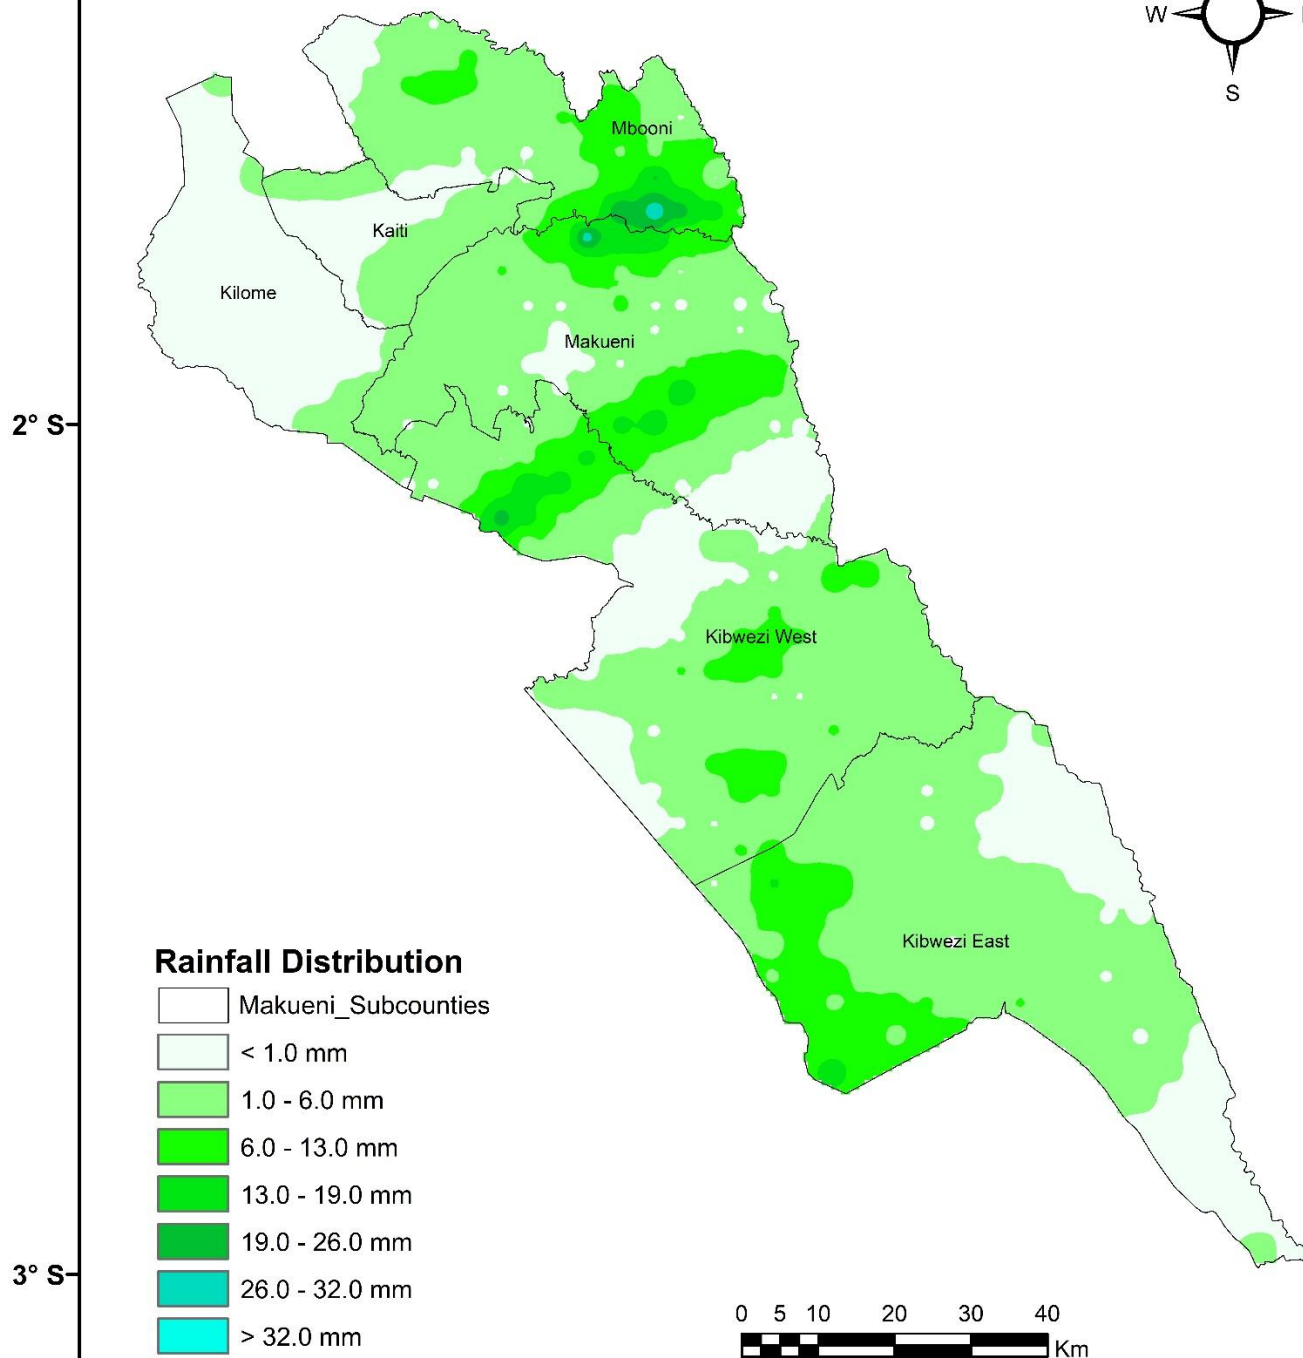 W
S
Mbooni
Kaiti
Kilome
Makueni
2° S
Kibwezi West
Kibwezi East
Rainfall Distribution
Makueni_Subcounties
< 1.0 mm
1.0 - 6.0 mm
6.0 - 13.0 mm
13.0 - 19.0 mm
19.0 - 26.0 mm
3° S
26.0 - 32.0 mm
> 32.0 mm
0 5 10 20 30 40
Km